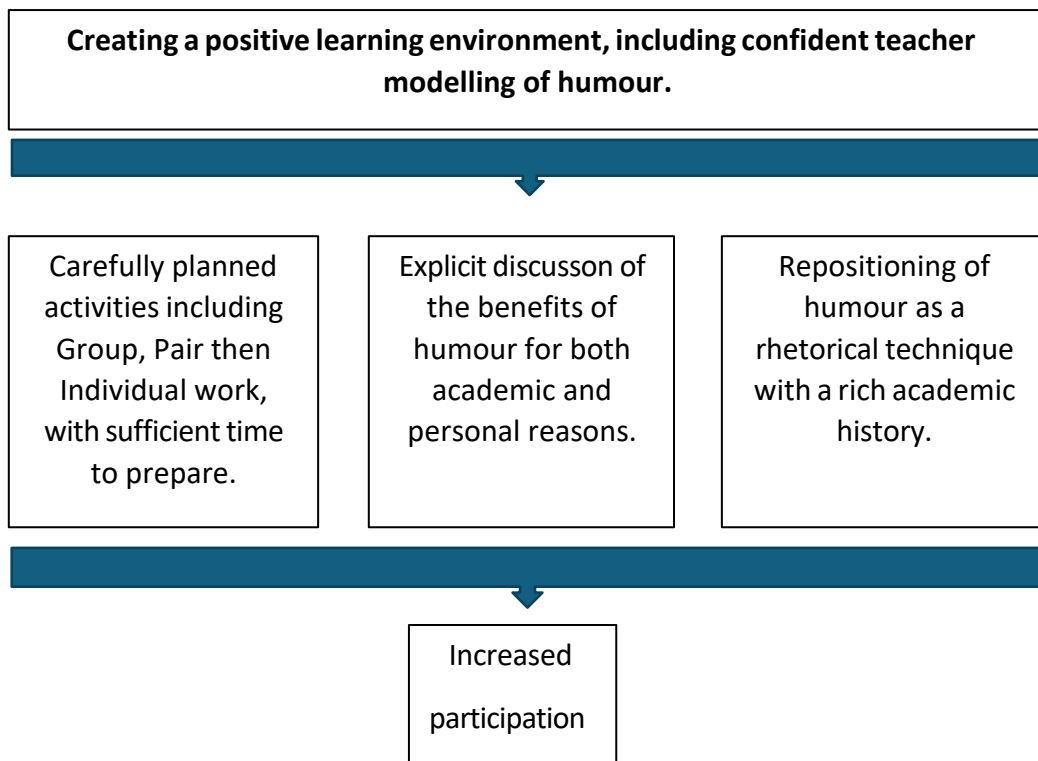 Creating a positive learning environment, including confident teacher
modelling of humour.
Carefully planned
activities including
Group, Pair then
Individual work,
with sufficient time
to prepare.
Explicit discusson of
the benefits of
humour for both
academic and
personal reasons.
Repositioning of
humour as a
rhetorical technique
with a rich academic
history.
Increased
participation